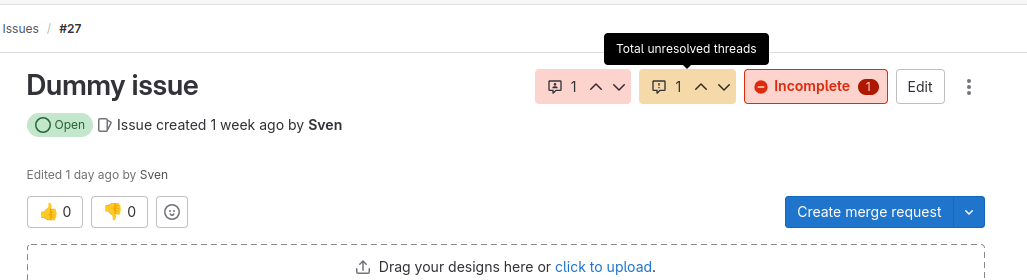 Issues / #27
Total unresolved threads
Dummy issue 1 1 Incomplete 1 Edit
Open Issue created 1 week ago by Sven
Edited 1 day ago by Sven
👍 0 👎 0 Create merge request
Drag your designs here or click to upload.